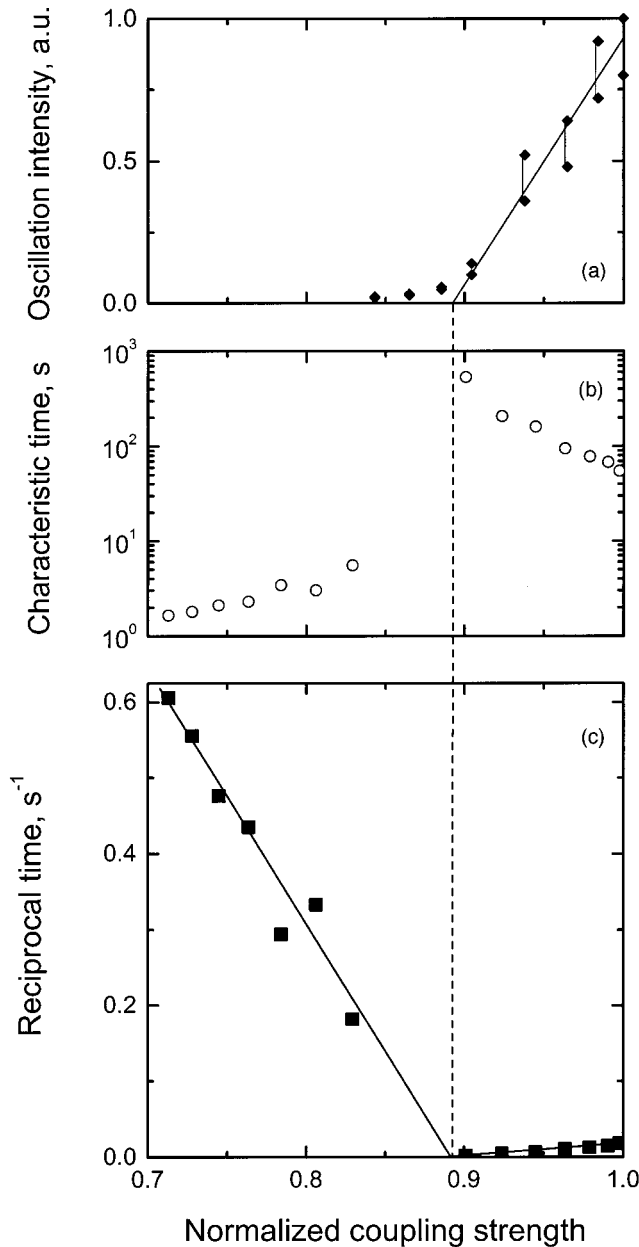 Oscillation intensity, a.u.
1.0
0.5
0.0
(a)
Characteristic time, s
10³
10²
10¹
10⁰
(b)
Reciprocal time, s⁻¹
0.6
0.4
0.2
0.0
(c)
0.7 0.8 0.9 1.0
Normalized coupling strength